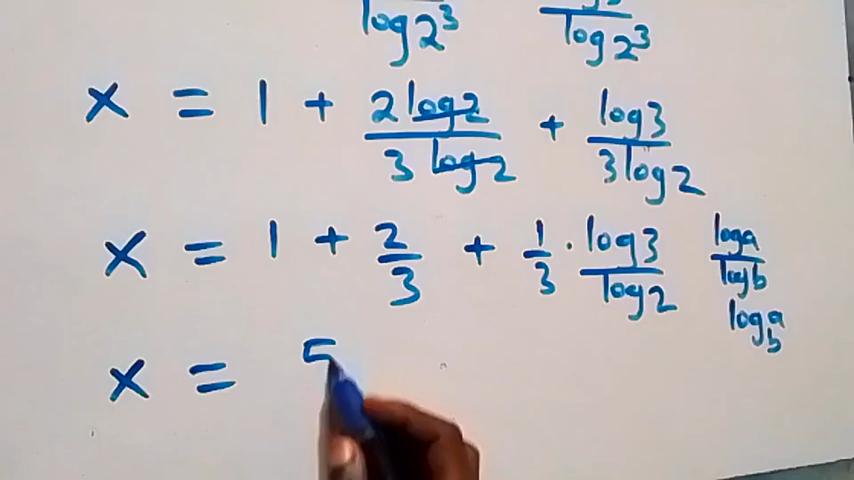 log2³ log2³
x = 1 + 2log2/3log2 + log3/3log2
x = 1 + 2/3 + 1/3 · log3/log2 loga/logb
log_b a
x = 5